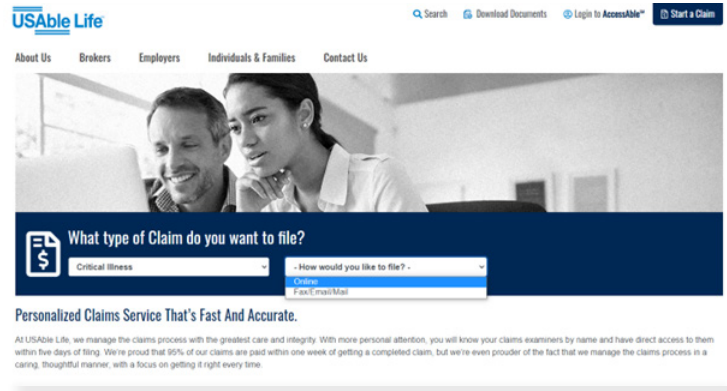 USAble Life
Search Download Documents Login to AccessAble℠ Start a Claim
About Us Brokers Employers Individuals & Families Contact Us
What type of Claim do you want to file?
Critical Illness - How would you like to file? -
Online
Fax/Email/Mail
Personalized Claims Service That's Fast And Accurate.
At USAble Life, we manage the claims process with the greatest care and integrity. With more personal attention, you will know your claims examiners by name and have direct access to them
within five days of filing. We're proud that 95% of our claims are paid within one week of getting a completed claim, but we're even prouder of the fact that we manage the claims process in a
caring, thoughtful manner, with a focus on getting it right every time.